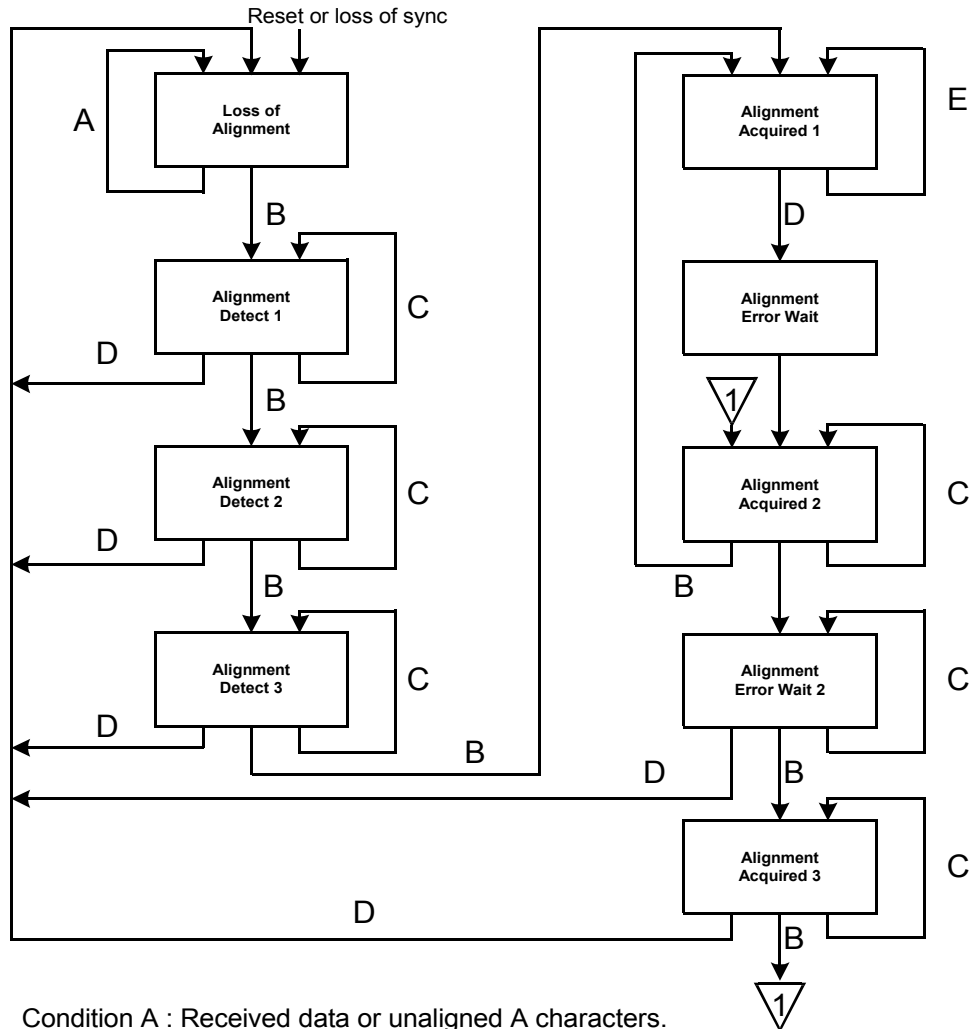 Reset or loss of sync
A
Loss of
Alignment
B
Alignment
Detect 1
C
D
B
Alignment
Detect 2
C
D
B
Alignment
Detect 3
C
D
B
Alignment
Acquired 1
E
D
Alignment
Error Wait
1
Alignment
Acquired 2
C
B
Alignment
Error Wait 2
C
D
B
Alignment
Acquired 3
C
D
B
1
Condition A : Received data or unaligned A characters.